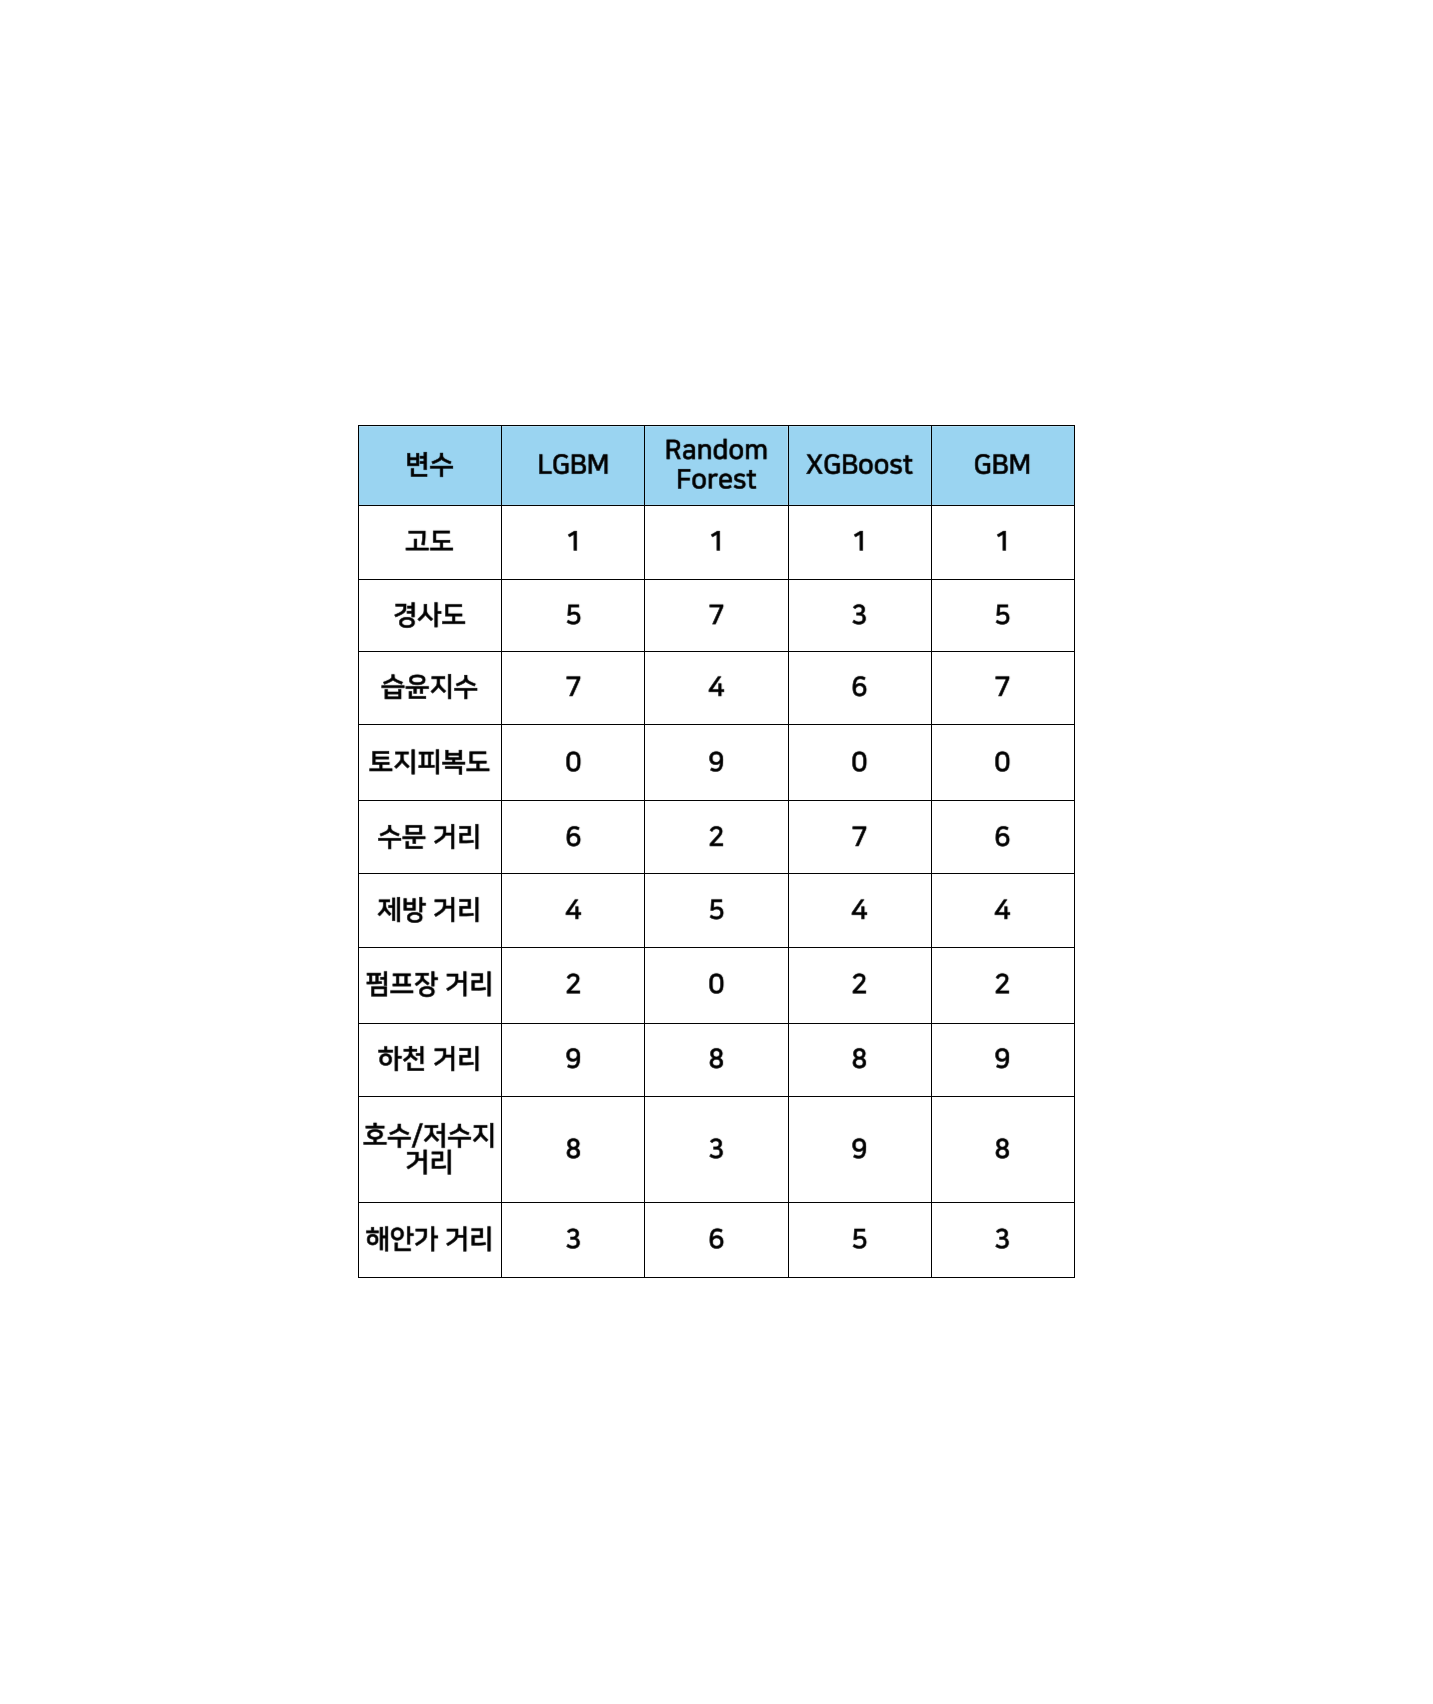 변수 LGBM Random Forest XGBoost GBM
고도 1 1 1 1
경사도 5 7 3 5
습윤지수 7 4 6 7
토지피복도 0 9 0 0
수문 거리 6 2 7 6
제방 거리 4 5 4 4
펌프장 거리 2 0 2 2
하천 거리 9 8 8 9
호수/저수지 거리 8 3 9 8
해안가 거리 3 6 5 3